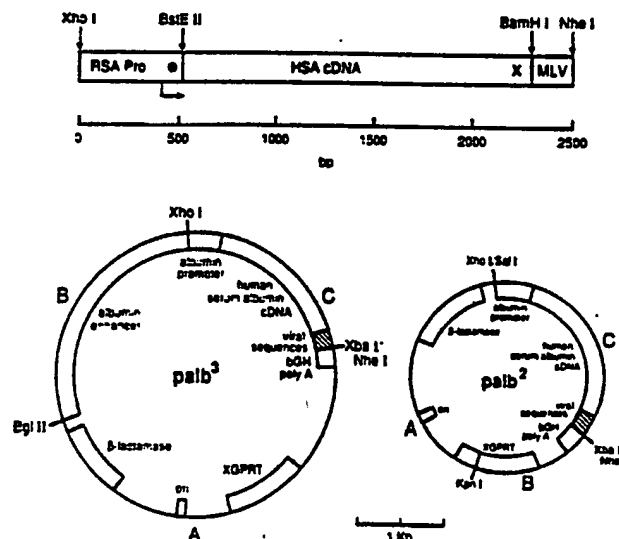 Xho I BstE II BamH I Nhe I
RSA Pro HSA cDNA X MLV
0 500 1000 1500 2000 2500
bp
Xho I
albumin promoter
B
albumin enhancer
human serum albumin cDNA
C
viral sequences
Xba I
Nhe I
bGH poly A
palb3
Bgl II
β-lactamase
XGPRT
ori
A
Xho I/Sal I
albumin promoter
β-lactamase
human serum albumin cDNA
C
palb2
viral sequences
bGH poly A
Xba I
Nhe
A
ori
XGPRT
Kpn I
B